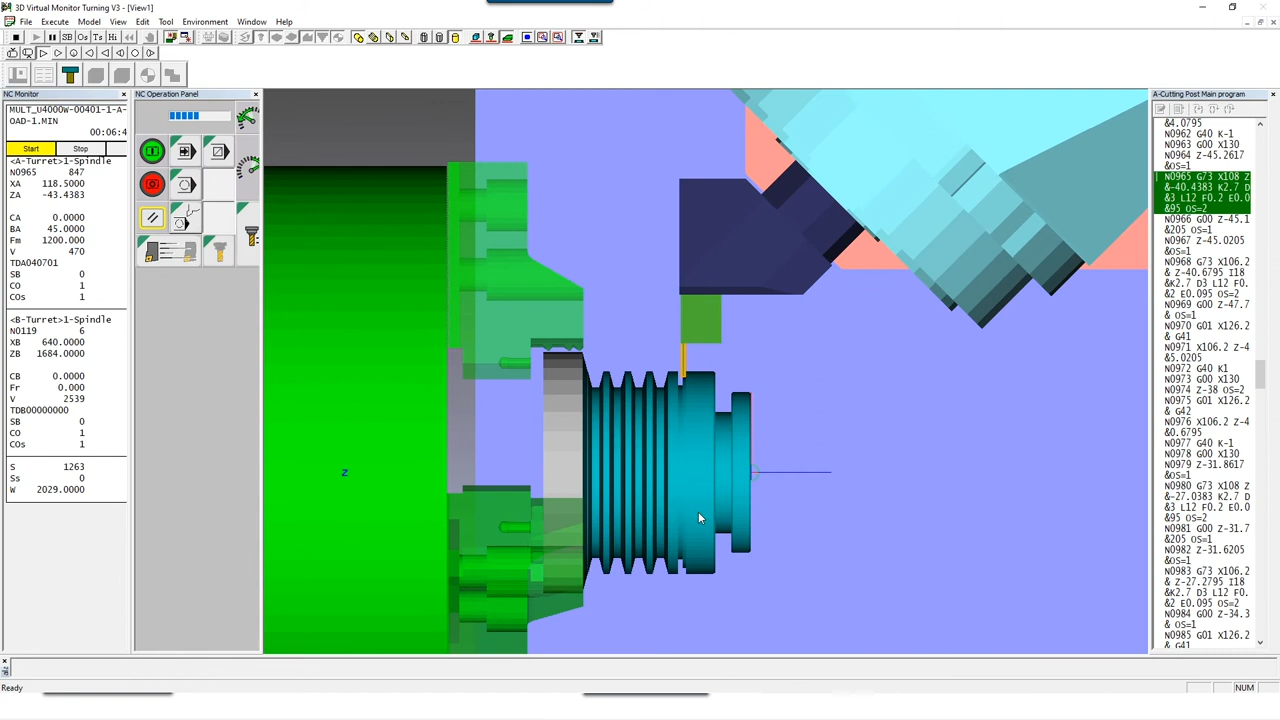 3D Virtual Monitor Turning V3 - [View1]
File Execute Monitor Model View Edit Tool Environment Window Help
SB Os Ts Hi
NC Monitor
MULT_U4000W-00401-1-A-
OAD-1.MIN
00:06:4
Start Stop
<A-Turret>1-Spindle
N0965 847
XA 118.5000
ZA -43.4383
CA 0.0000
BA 45.0000
Fm 1200.000
V 470
TDA040701
SB 0
CO 1
COs 1
<B-Turret>1-Spindle
N0119 6
XB 640.0000
ZB 1684.0000
CB 0.0000
Fr 0.000
V 2539
TDB00000000
SB 0
CO 1
COs 1
S 1263
Ss 0
W 2029.0000
NC Operation Panel
Z
A-Cutting Post Main program
&4.0795
N0962 G40 K-1
N0963 G00 X130
N0964 Z-45.2617
&OS=1
N0965 G73 X108 Z
&-40.4383 K2.7 D
&3 L12 F0.2 E0.0
&95 OS=2
N0966 G00 Z-45.1
&205 OS=1
N0967 Z-45.0205
&OS=1
N0968 G73 X106.2
& Z-40.6795 I18
&K2.7 D3 L12 F0.
&2 E0.095 OS=2
N0969 G00 Z-47.7
& OS=1
N0970 G01 X126.2
& G41
N0971 X106.2 Z-4
&5.0205
N0972 G40 K1
N0973 G00 X130
N0974 Z-38 OS=2
N0975 G01 X126.2
& G42
N0976 X106.2 Z-4
&0.6795
N0977 G40 K-1
N0978 G00 X130
N0979 Z-31.8617
&OS=1
N0980 G73 X108 Z
&-27.0383 K2.7 D
&3 L12 F0.2 E0.0
&95 OS=2
N0981 G00 Z-31.7
&205 OS=1
N0982 Z-31.6205
&OS=1
N0983 G73 X106.2
& Z-27.2795 I18
&K2.7 D3 L12 F0.
&2 E0.095 OS=2
N0984 G00 Z-34.3
& OS=1
N0985 G01 X126.2
& G41
Ready
NUM